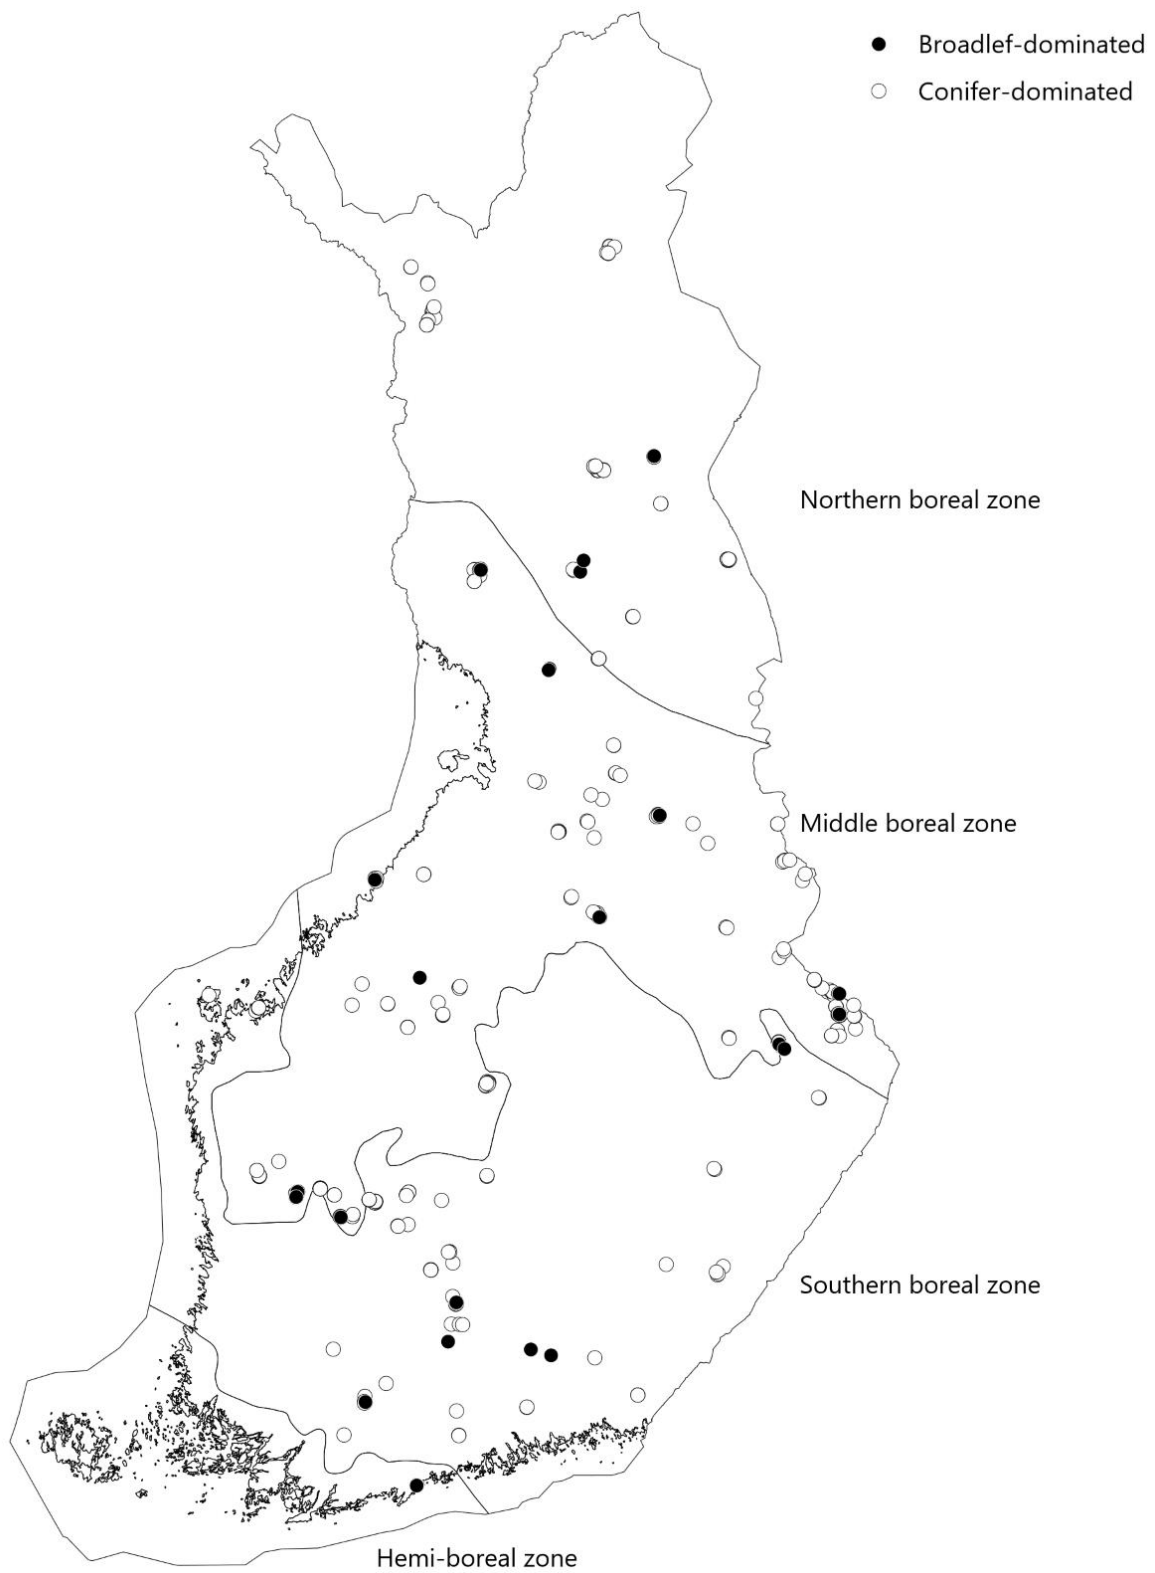 Broadlef-dominated
Conifer-dominated
Northern boreal zone
Middle boreal zone
Southern boreal zone
Hemi-boreal zone